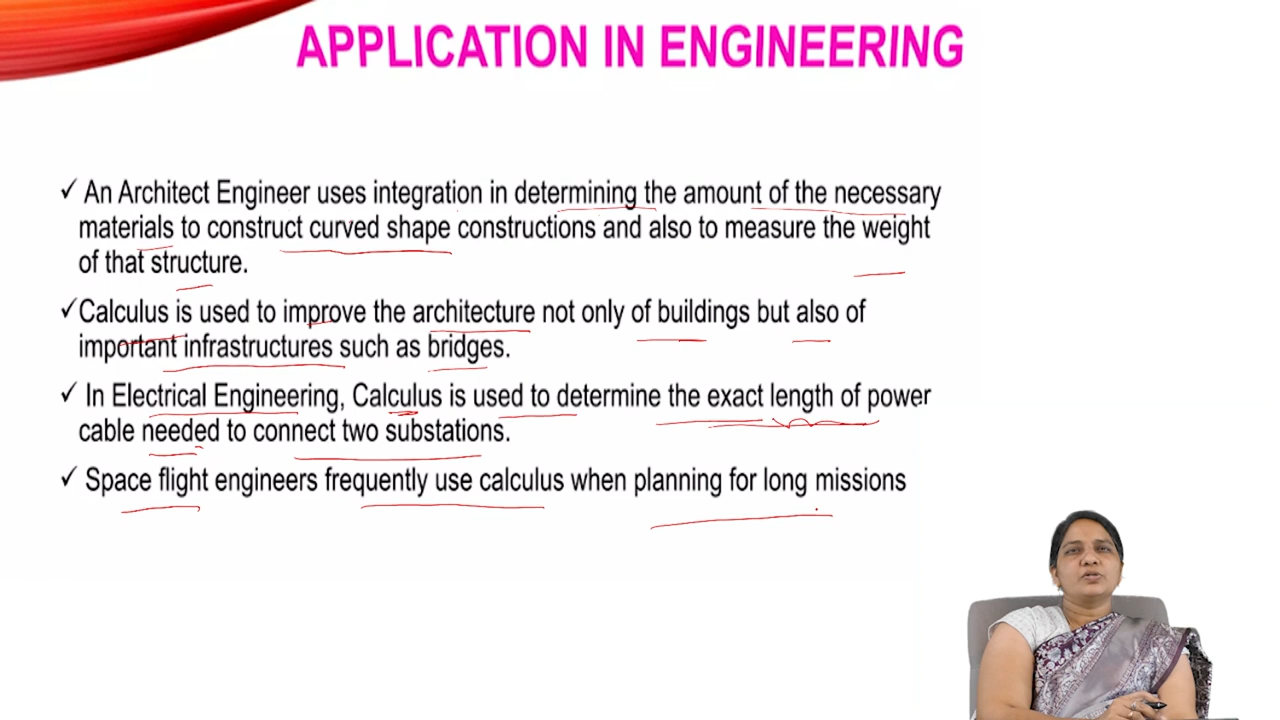 APPLICATION IN ENGINEERING
✓ An Architect Engineer uses integration in determining the amount of the necessary
materials to construct curved shape constructions and also to measure the weight
of that structure.
✓Calculus is used to improve the architecture not only of buildings but also of
important infrastructures such as bridges.
✓ In Electrical Engineering, Calculus is used to determine the exact length of power
cable needed to connect two substations.
✓ Space flight engineers frequently use calculus when planning for long missions